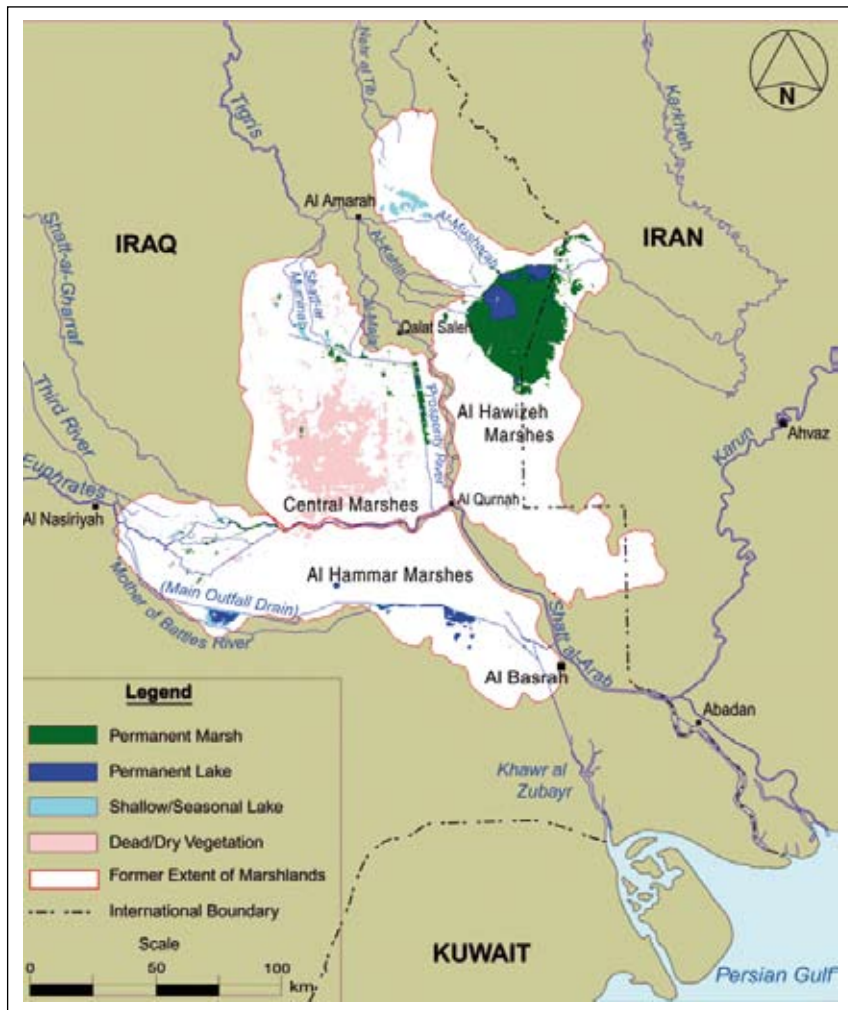 Nehr al Tib
Tigris
Karkheh
N
Al Amarah
IRAQ
IRAN
Shatt-al-Gharraf
Al-Musharah
Al-Kahla
Shatt-al
Muminah
Al-Majar
Qalat Saleh
Third River
Prosperity River
Al Hawizeh
Marshes
Karun
Ahvaz
Euphrates
Central Marshes
Al Qurnah
Al Nasiriyah
Al Hammar Marshes
(Main Outfall Drain)
Mother of Battles River
Shatt al-Arab
Al Basrah
Abadan
Khawr al
Zubayr
Legend
Permanent Marsh
Permanent Lake
Shallow/Seasonal Lake
Dead/Dry Vegetation
Former Extent of Marshlands
International Boundary
Scale
0 50 100
km
KUWAIT
Persian Gulf